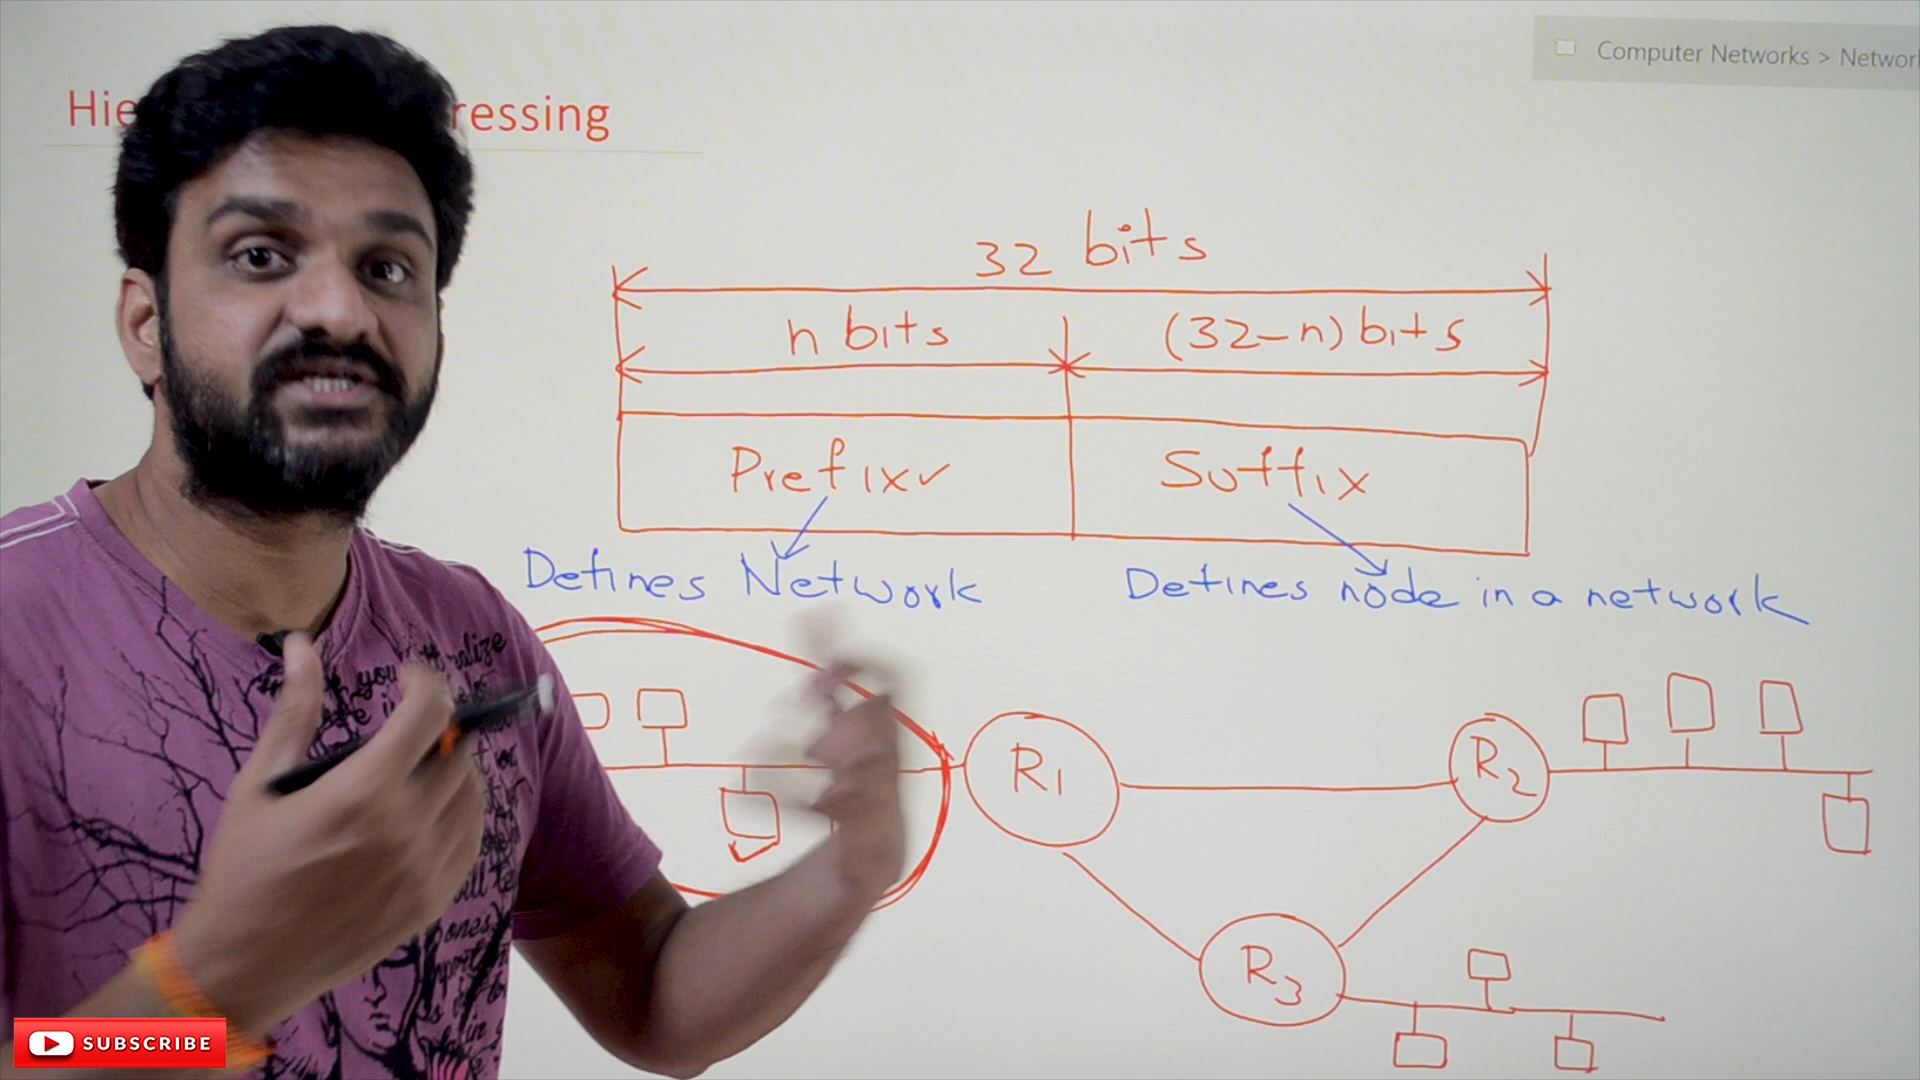 Computer Networks > Network
Hie ressing
32 bits
n bits
(32-n) bits
Prefix
Suffix
Defines Network
Defines node in a network
R1
R2
R3
SUBSCRIBE